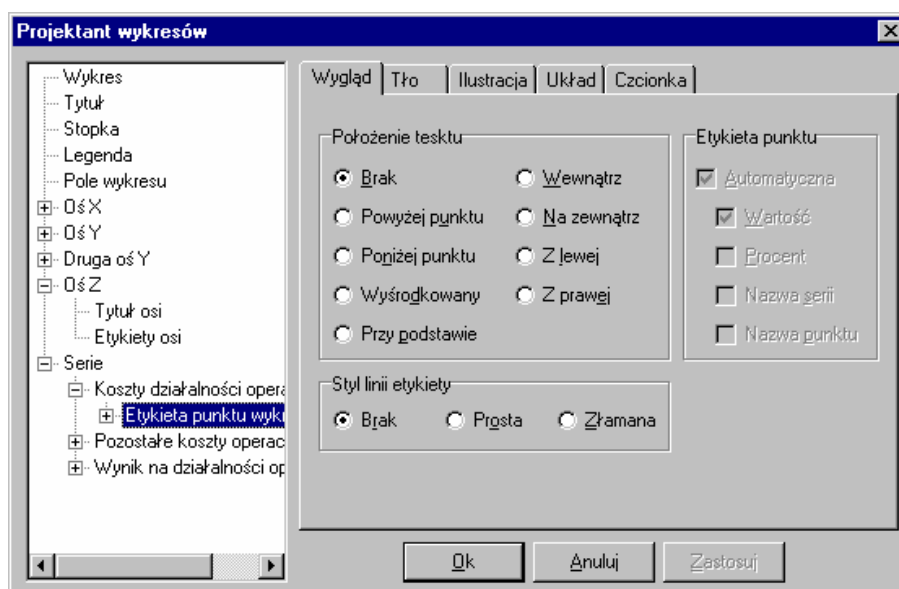 Projektant wykresów
Wykres
Tytuł
Stopka
Legenda
Pole wykresu
Oś X
Oś Y
Druga oś Y
Oś Z
Tytuł osi
Etykiety osi
Serie
Koszty działalności opera
Etykieta punktu wykr
Pozostałe koszty operac
Wynik na działalności op
Wygląd Tło Ilustracja Układ Czcionka
Położenie tesktu
Brak Wewnątrz
Powyżej punktu Na zewnątrz
Poniżej punktu Z lewej
Wyśrodkowany Z prawej
Przy podstawie
Etykieta punktu
Automatyczna
Wartość
Procent
Nazwa serii
Nazwa punktu
Styl linii etykiety
Brak Prosta Złamana
Ok Anuluj Zastosuj